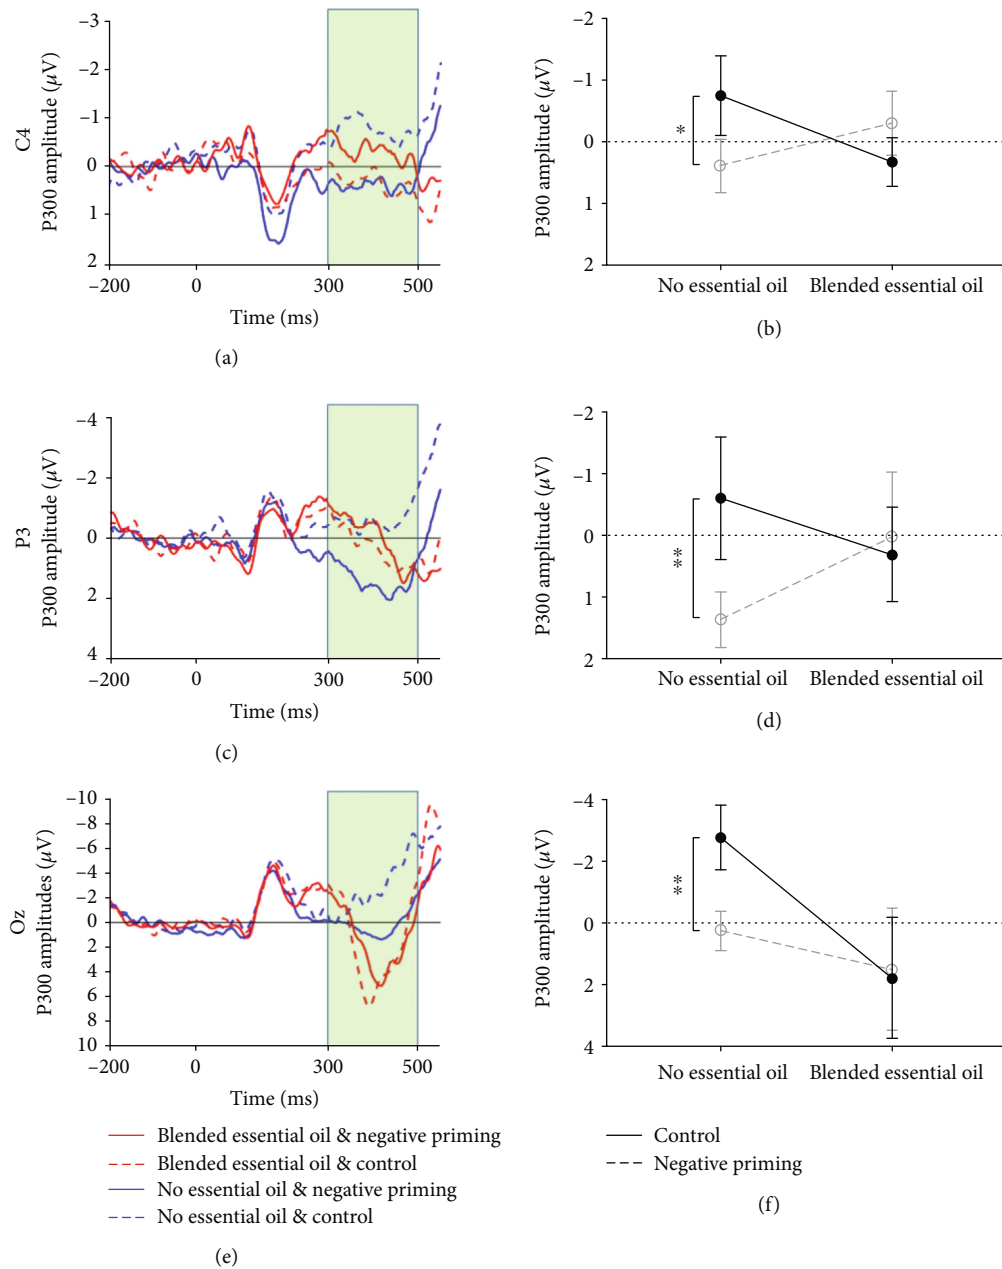 C4
P300 amplitude (μV)
–3
–2
–1
0
1
2
–200
0
300
500
Time (ms)
(a)
P300 amplitude (μV)
–2
–1
0
1
2
*
No essential oil
Blended essential oil
(b)
P3
P300 amplitude (μV)
–4
–2
0
2
4
–200
0
300
500
Time (ms)
(c)
P300 amplitude (μV)
–2
–1
0
1
2
**
No essential oil
Blended essential oil
(d)
Oz
P300 amplitudes (μV)
–10
–8
–6
–4
–2
0
2
4
6
8
10
–200
0
300
500
Time (ms)
Blended essential oil & negative priming
Blended essential oil & control
No essential oil & negative priming
No essential oil & control
(e)
P300 amplitude (μV)
–4
–2
0
2
4
**
No essential oil
Blended essential oil
Control
Negative priming
(f)